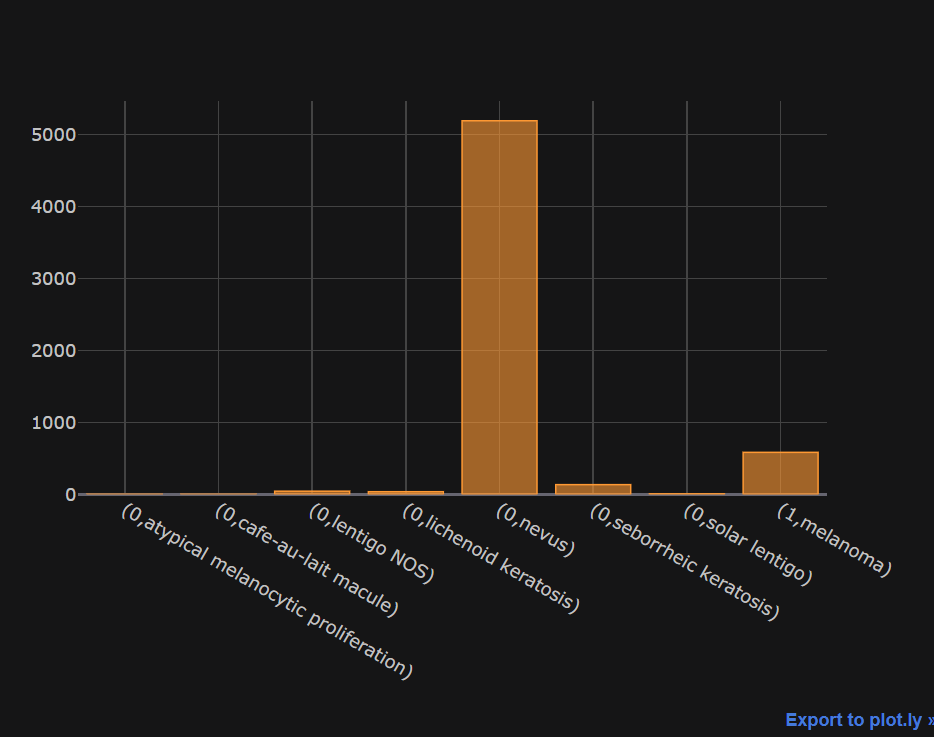 5000
4000
3000
2000
1000
0
(0,atypical melanocytic proliferation)
(0,cafe-au-lait macule)
(0,lentigo NOS)
(0,lichenoid keratosis)
(0,nevus)
(0,seborrheic keratosis)
(0,solar lentigo)
(1,melanoma)
Export to plot.ly »